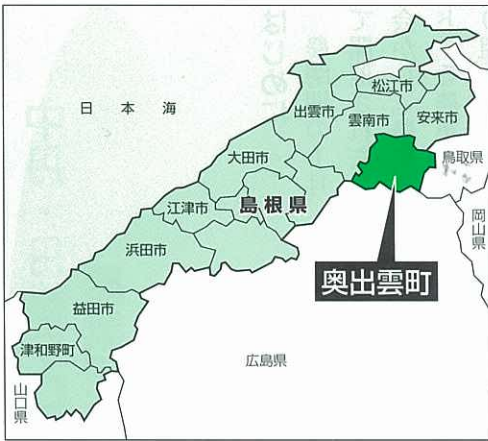 日本海
松江市
出雲市
雲南市
安来市
大田市
鳥取県
江津市
島根県
岡山県
浜田市
奥出雲町
益田市
津和野町
広島県
山口県